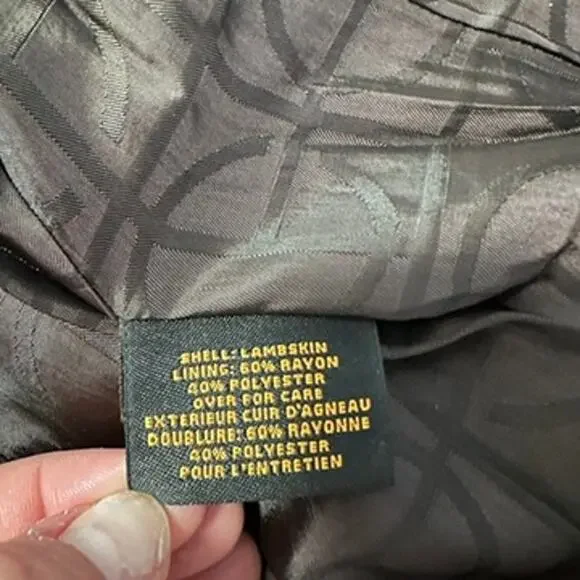 SHELL: LAMBSKIN
LINING: 60% RAYON
40% POLYESTER
OVER FOR CARE
EXTERIEUR CUIR D'AGNEAU
DOUBLURE: 60% RAYONNE
40% POLYESTER
POUR L'ENTRETIEN